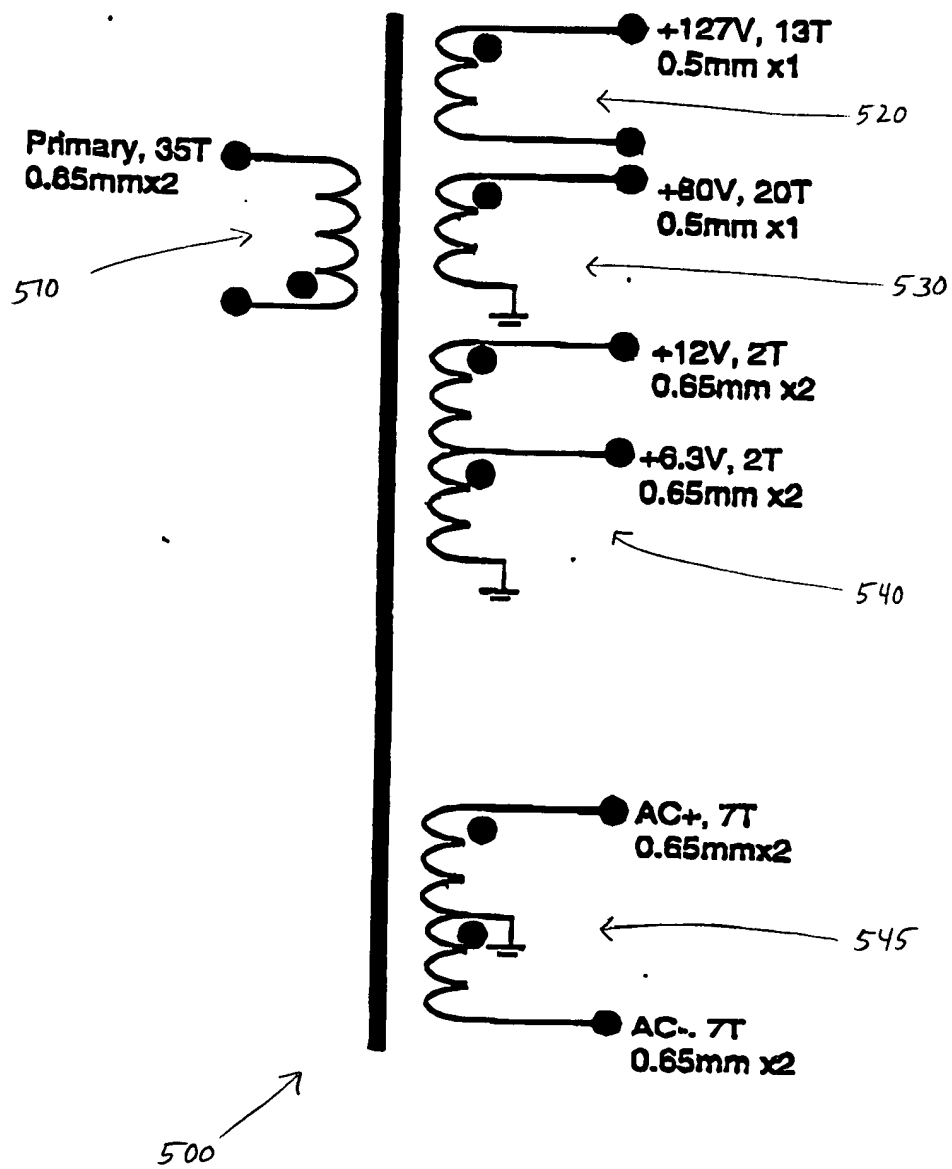 +127V, 13T
0.5mm x1
520
Primary, 35T
0.65mmx2
510
+80V, 20T
0.5mm x1
530
+12V, 2T
0.65mm x2
+6.3V, 2T
0.65mm x2
540
AC+, 7T
0.65mmx2
545
AC-. 7T
0.65mm x2
500